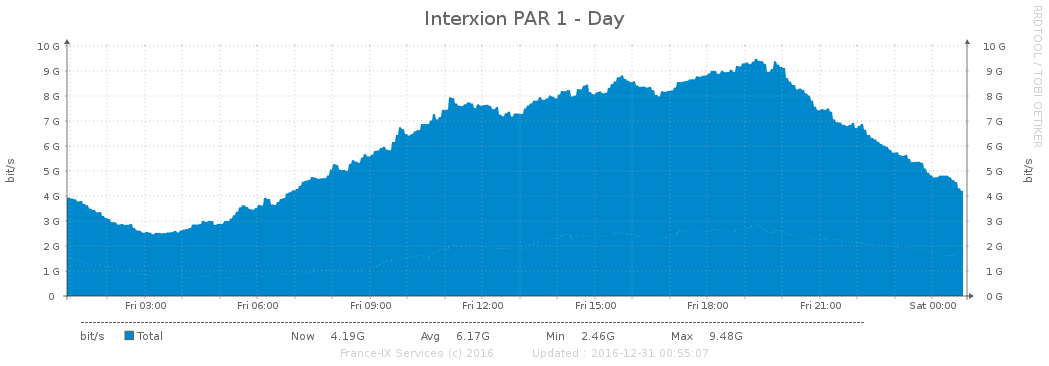 Interxion PAR 1 - Day
RRDTOOL / TOBI OETIKER
10 G 10 G
9 G 9 G
8 G 8 G
7 G 7 G
6 G 6 G
5 G 5 G
4 G 4 G
3 G 3 G
2 G 2 G
1 G 1 G
0 0 G
bit/s
bit/s
Fri 03:00 Fri 06:00 Fri 09:00 Fri 12:00 Fri 15:00 Fri 18:00 Fri 21:00 Sat 00:00
bit/s Total Now 4.19G Avg 6.17G Min 2.46G Max 9.48G
France-IX Services (c) 2016 Updated : 2016-12-31 00:55:07